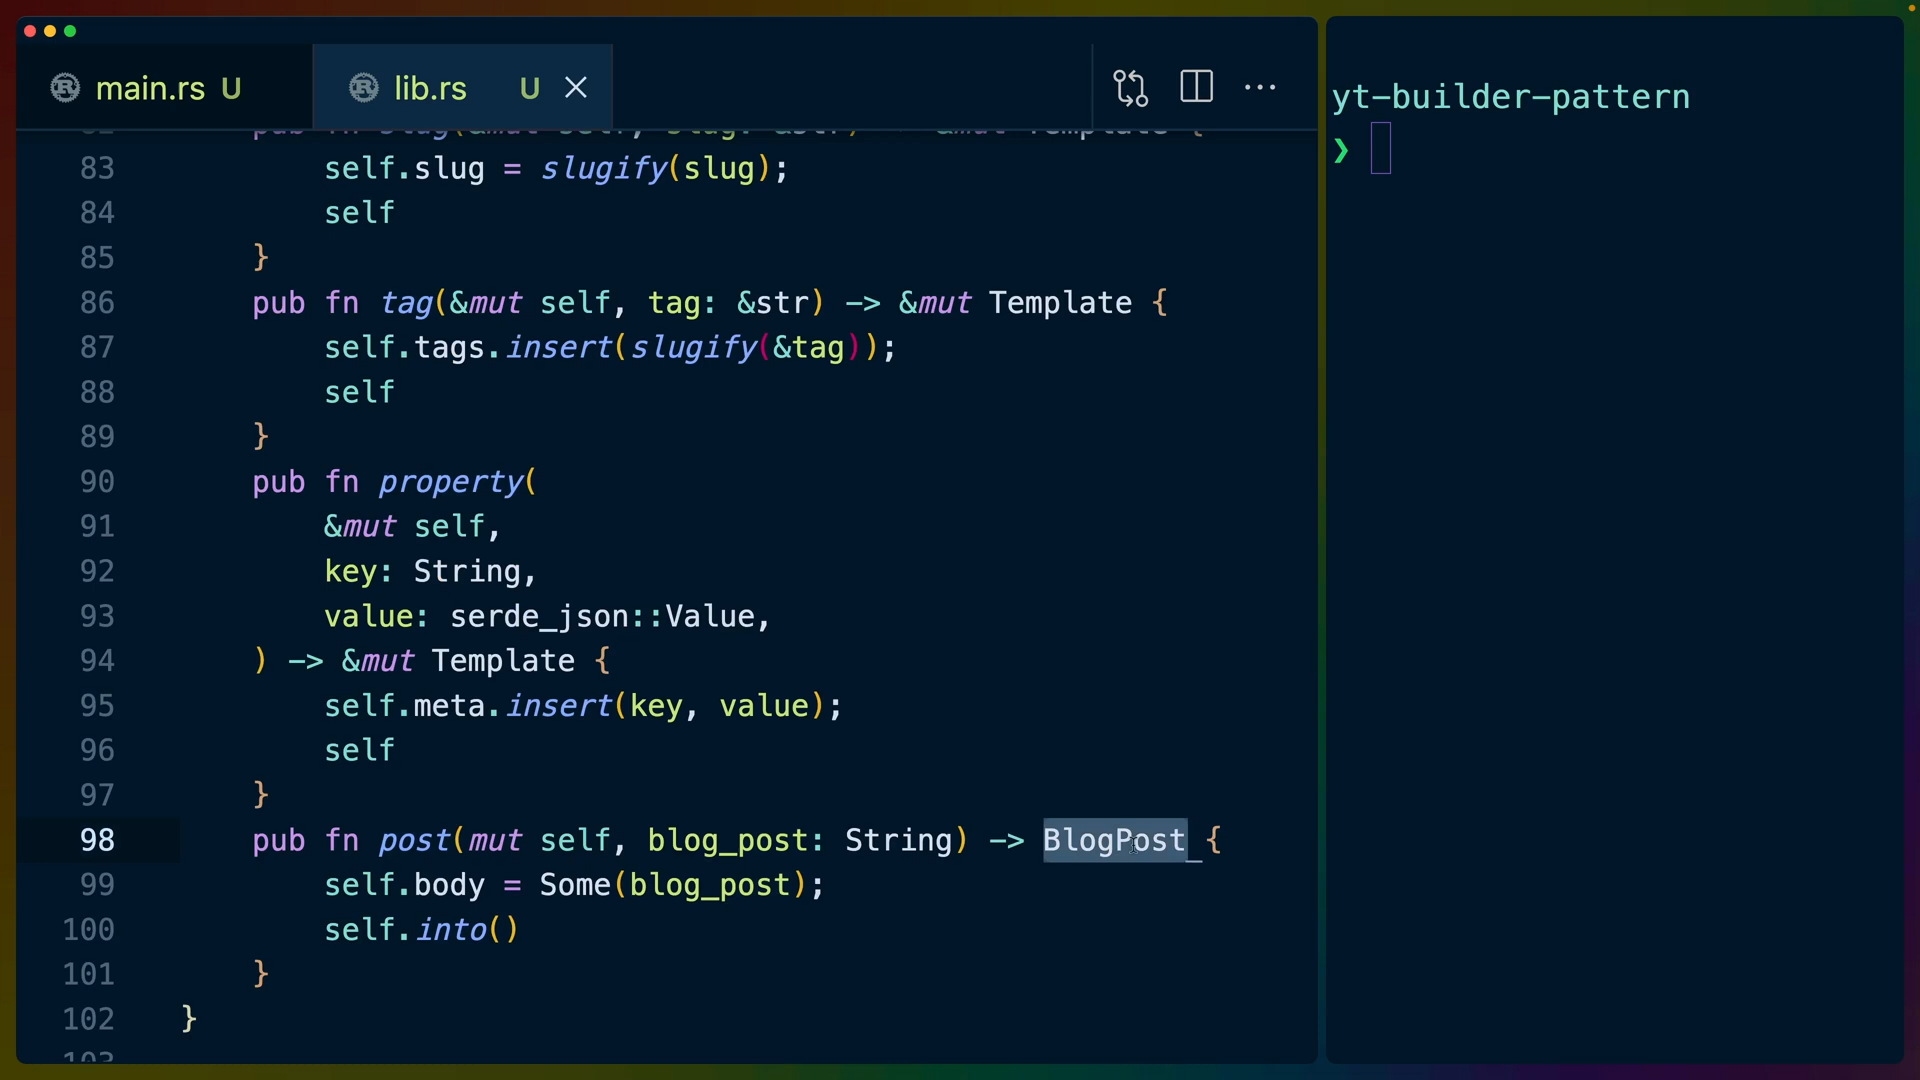 main.rs U
lib.rs U
83 self.slug = slugify(slug);
84 self
85 }
86 pub fn tag(&mut self, tag: &str) -> &mut Template {
87 self.tags.insert(slugify(&tag));
88 self
89 }
90 pub fn property(
91 &mut self,
92 key: String,
93 value: serde_json::Value,
94 ) -> &mut Template {
95 self.meta.insert(key, value);
96 self
97 }
98 pub fn post(mut self, blog_post: String) -> BlogPost {
99 self.body = Some(blog_post);
100 self.into()
101 }
102 }
yt-builder-pattern
❯